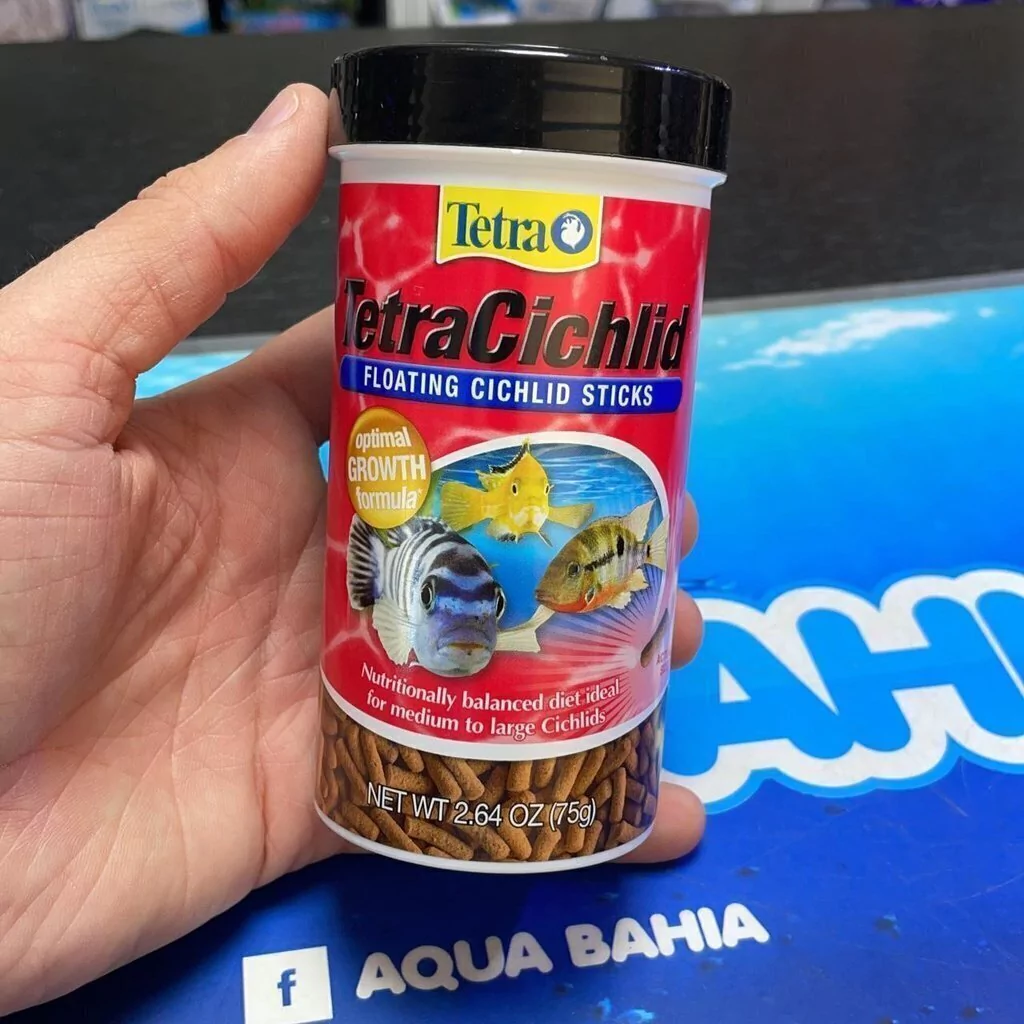 Tetra
TetraCichlid
FLOATING CICHLID STICKS
optimal
GROWTH
formula
Nutritionally balanced diet ideal
for medium to large Cichlids
NET WT 2.64 OZ (75g)
AHI
f AQUA BAHIA